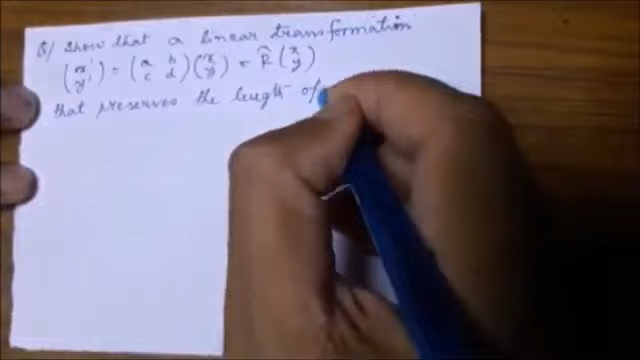 Q/ Show that a linear transformation
(x' y') = (a b c d)(x y) = R̂ (x y)
that preserves the length of